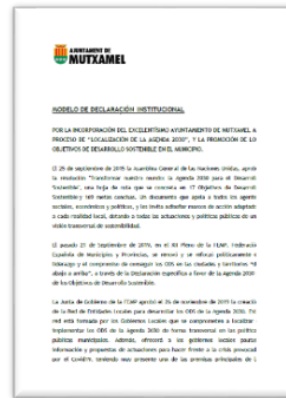 AJUNTAMENT DE
MUTXAMEL
MODELO DE DECLARACIÓN INSTITUCIONAL
POR LA INCORPORACIÓN DEL EXCELENTÍSIMO AYUNTAMIENTO DE MUTXAMEL A
PROCESO DE "LOCALIZACIÓN DE LA AGENDA 2030", Y LA PROMOCIÓN DE LO
OBJETIVOS DE DESARROLLO SOSTENIBLE EN EL MUNICIPIO.
El 25 de septiembre de 2015 la Asamblea General de las Naciones Unidas, aprob
la resolución "Transformar nuestro mundo: la Agenda 2030 para el Desarroll
Sostenible", una hoja de ruta que se concreta en 17 Objetivos de Desarroll
Sostenible y 169 metas conexas. Un documento que apela a todos los agente
sociales, económicos y políticos, y les invita a diseñar marcos de acción adaptado
a cada realidad local, dotando a todas las actuaciones y políticas públicas de un
visión transversal de sostenibilidad.
El pasado 21 de Septiembre de 2019, en el XII Pleno de la FEMP, Federació
Española de Municipios y Provincias, se renovó y se reforzó políticamente e
liderazgo y el compromiso de conseguir los ODS en las ciudades y territorios "d
abajo a arriba", a través de la Declaración específica a favor de la Agenda 2030
de los Objetivos de Desarrollo Sostenible.
La Junta de Gobierno de la FEMP aprobó el 26 de noviembre de 2019 la creació
de la Red de Entidades Locales para desarrollar los ODS de la Agenda 2030. Est
red está formada por los Gobiernos Locales que se comprometen a localizar
implementar los ODS de la Agenda 2030 de forma transversal en las política
públicas municipales. Además, ofrecerá a los gobiernos locales pauta
información y propuestas de actuaciones para hacer frente a la crisis provocad
por el Covid19, teniendo muy presente uno de las premisas principales de l